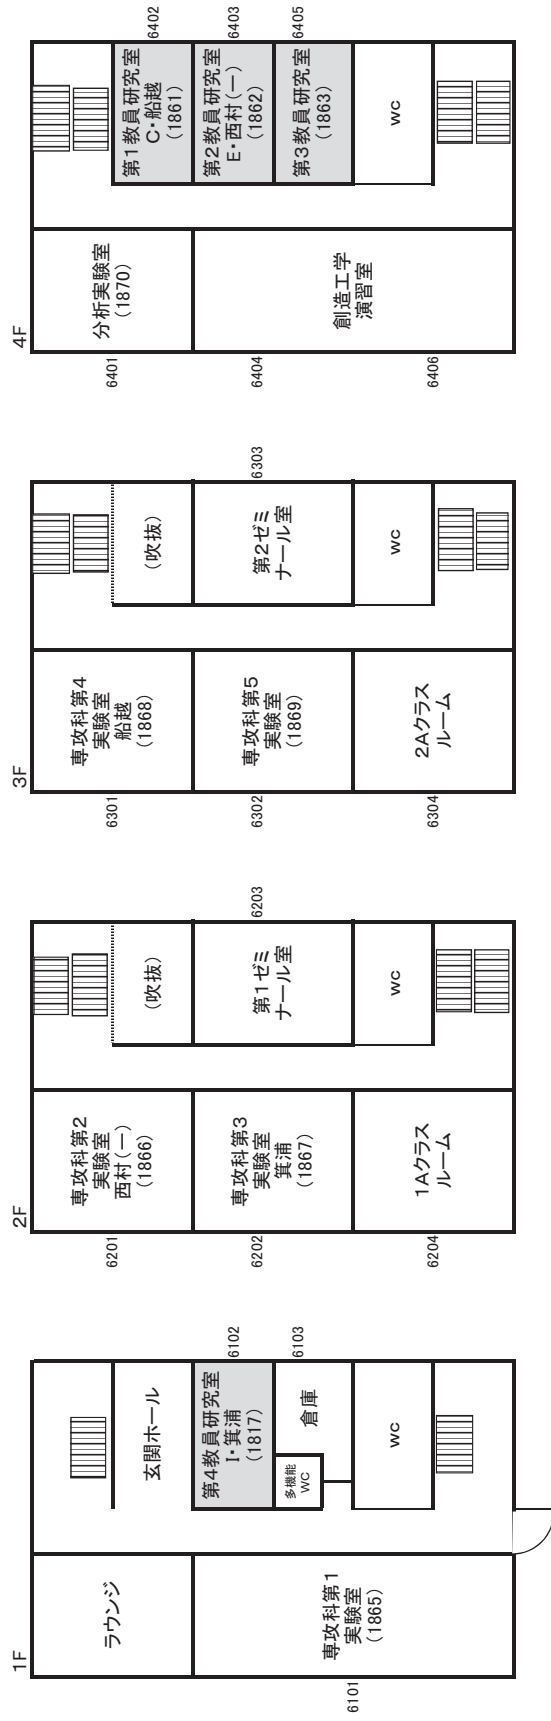 1F
ラウンジ
玄関ホール
第4教員研究室
I・箕浦
(1817)
6102
多機能
WC
倉庫
6103
WC
専攻科第1
実験室
(1865)
6101
2F
専攻科第2
実験室
西村(一)
(1866)
6201
(吹抜)
専攻科第3
実験室
箕浦
(1867)
6202
第1ゼミ
ナール室
6203
1Aクラス
ルーム
6204
WC
3F
専攻科第4
実験室
船越
(1868)
6301
(吹抜)
専攻科第5
実験室
(1869)
6302
第2ゼミ
ナール室
6303
2Aクラス
ルーム
6304
WC
4F
分析実験室
(1870)
6401
第1教員研究室
C・船越
(1861)
6402
第2教員研究室
E・西村(一)
(1862)
6403
第3教員研究室
(1863)
6405
創造工学
演習室
6404
6406
WC